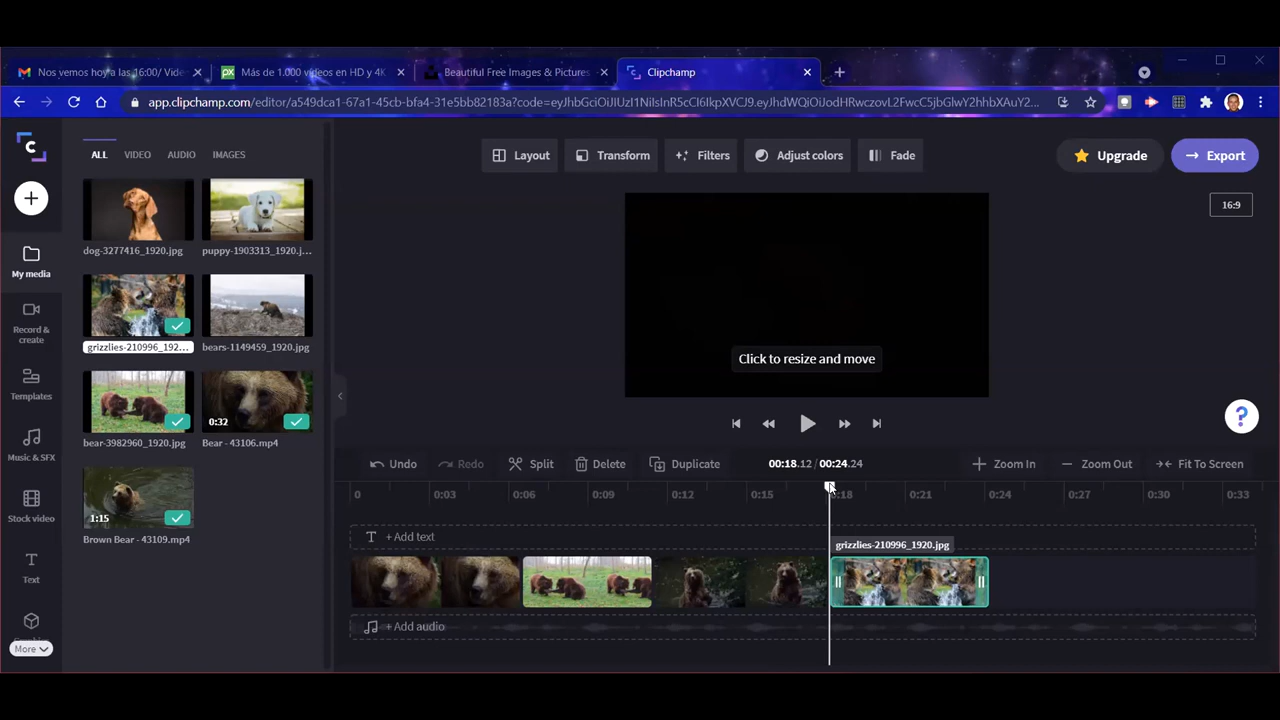 Nos vemos hoy a las 16:00/ Vide
Más de 1.000 vídeos en HD y 4K
Beautiful Free Images & Pictures
Clipchamp
app.clipchamp.com/editor/a549dca1-67a1-45cb-bfa4-31e5bb82183a?code=eyJhbGciOiJIUzI1NiIsInR5cCI6IkpXVCJ9.eyJhdWQiOiJodHRwczovL2FwcC5jbGlwY2hhbXAuY2...
ALL VIDEO AUDIO IMAGES
Layout Transform Filters Adjust colors Fade
Upgrade Export
16:9
My media
Record & create
Templates
Music & SFX
Stock video
Text
More
dog-3277416_1920.jpg puppy-1903313_1920.j...
grizzlies-210996_192... bears-1149459_1920.jpg
0:32
bear-3982960_1920.jpg Bear - 43106.mp4
1:15
Brown Bear - 43109.mp4
Click to resize and move
?
Undo Redo Split Delete Duplicate 00:18.12 / 00:24.24 Zoom In Zoom Out Fit To Screen
0 0:03 0:06 0:09 0:12 0:15 0:18 0:21 0:24 0:27 0:30 0:33
T + Add text
grizzlies-210996_1920.jpg
+ Add audio